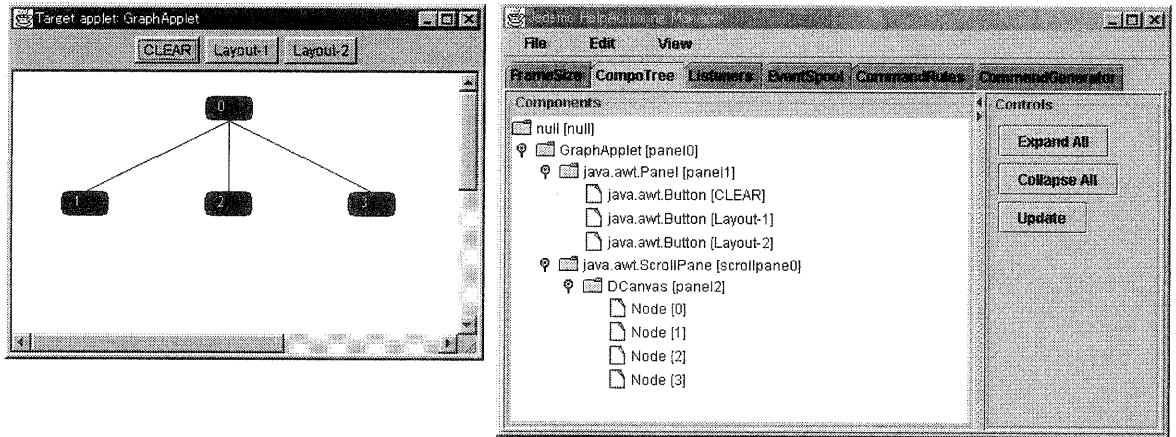 Target applet: GraphApplet
CLEAR Layout-1 Layout-2
0
1 2 3
Jedemo HelpAuthoring Manager
File Edit View
FrameSize CompoTree Listeners EventSpool CommandRules CommandGenerator
Components
Controls
null [null]
GraphApplet [panel0]
java.awt.Panel [panel1]
java.awt.Button [CLEAR]
java.awt.Button [Layout-1]
java.awt.Button [Layout-2]
java.awt.ScrollPane [scrollpane0]
DCanvas [panel2]
Node [0]
Node [1]
Node [2]
Node [3]
Expand All
Collapse All
Update